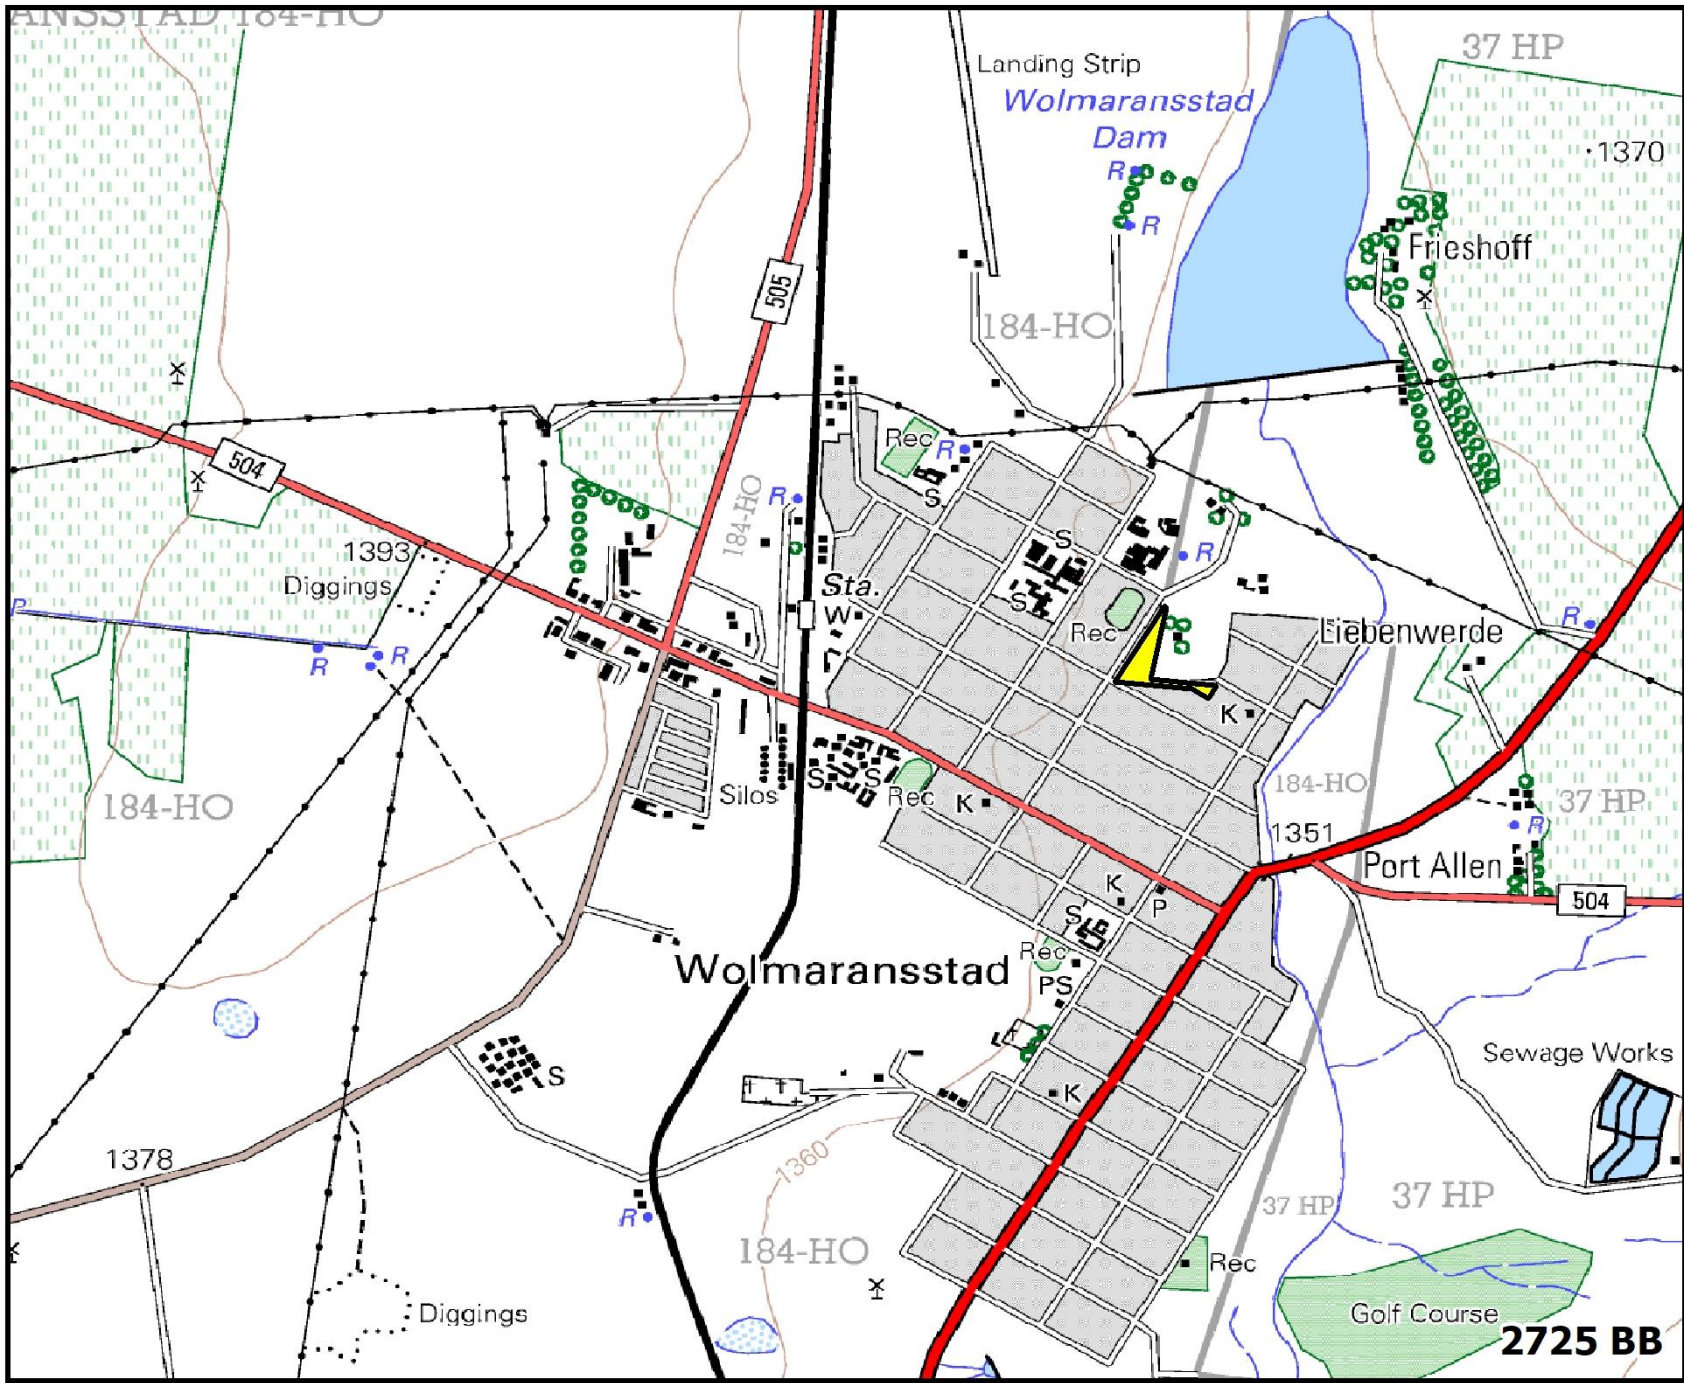 ANSSTAD 184-HO
37 HP
Landing Strip
Wolmaransstad
Dam
1370
R
R
Frieshoff
505
184-HO
504
Rec
R
S
184-HO
R
1393
Diggings
S
R
Sta.
W
S
Rec
P
R
Liebenwerde
R
R
K
184-HO
Silos
S
S
Rec
K
184-HO
37 HP
1351
R
Port Allen
504
K
P
S
Rec
Wolmaransstad
PS
Sewage Works
S
K
1378
1360
37 HP
37 HP
R
184-HO
Rec
Diggings
Golf Course
2725 BB